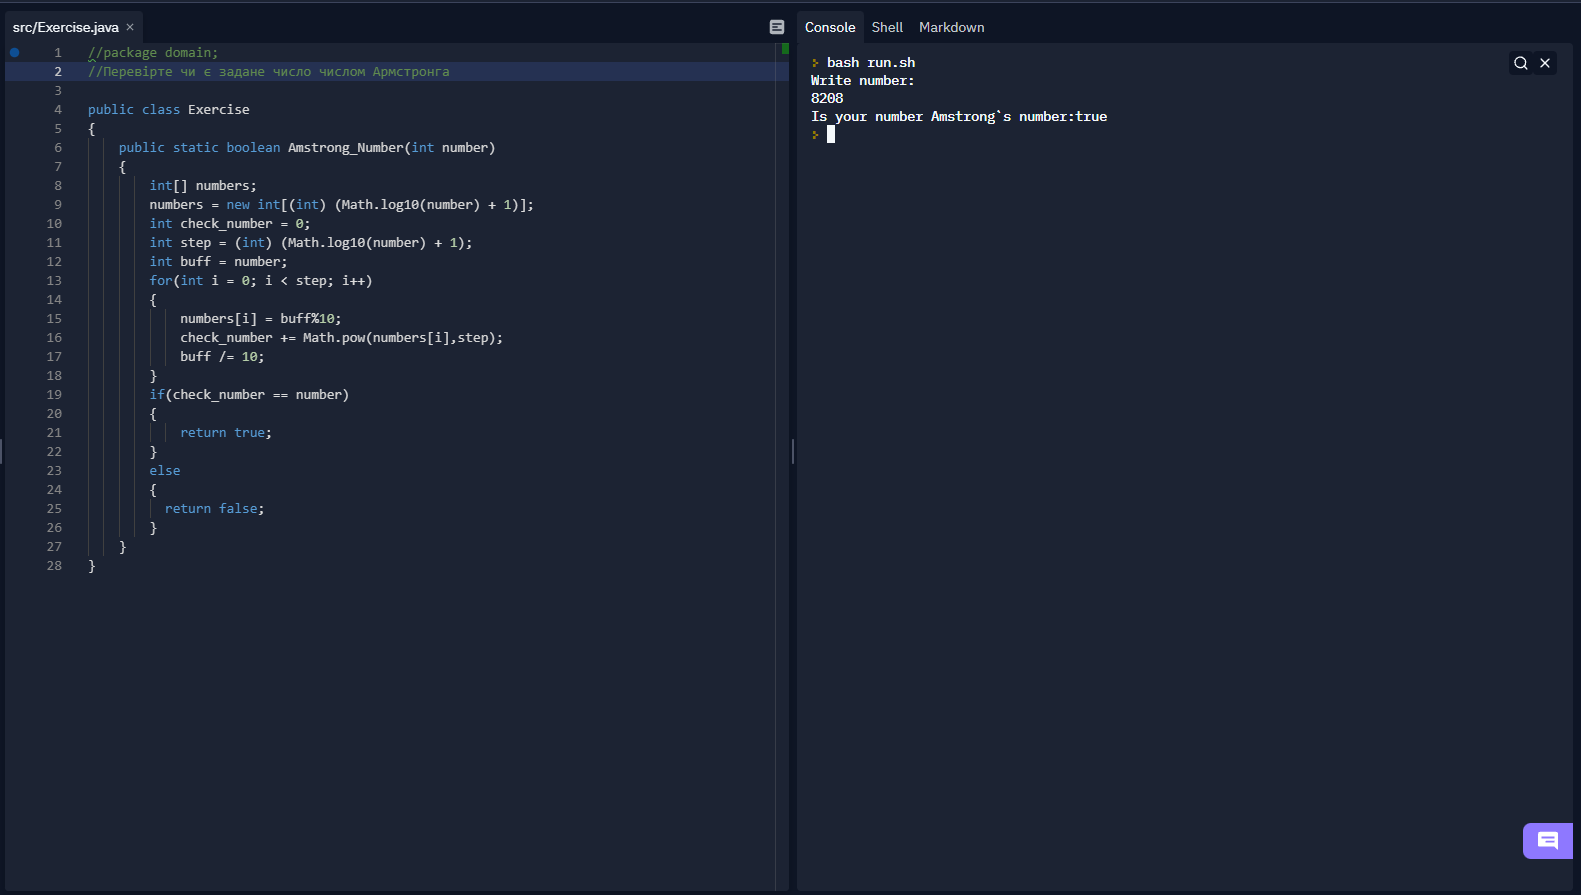 src/Exercise.java ×
1 //package domain;
2 //Перевірте чи є задане число числом Армстронга
3
4 public class Exercise
5 {
6 public static boolean Amstrong_Number(int number)
7 {
8 int[] numbers;
9 numbers = new int[(int) (Math.log10(number) + 1)];
10 int check_number = 0;
11 int step = (int) (Math.log10(number) + 1);
12 int buff = number;
13 for(int i = 0; i < step; i++)
14 {
15 numbers[i] = buff%10;
16 check_number += Math.pow(numbers[i],step);
17 buff /= 10;
18 }
19 if(check_number == number)
20 {
21 return true;
22 }
23 else
24 {
25 return false;
26 }
27 }
28 }
Console Shell Markdown
bash run.sh
Write number:
8208
Is your number Amstrong`s number:true